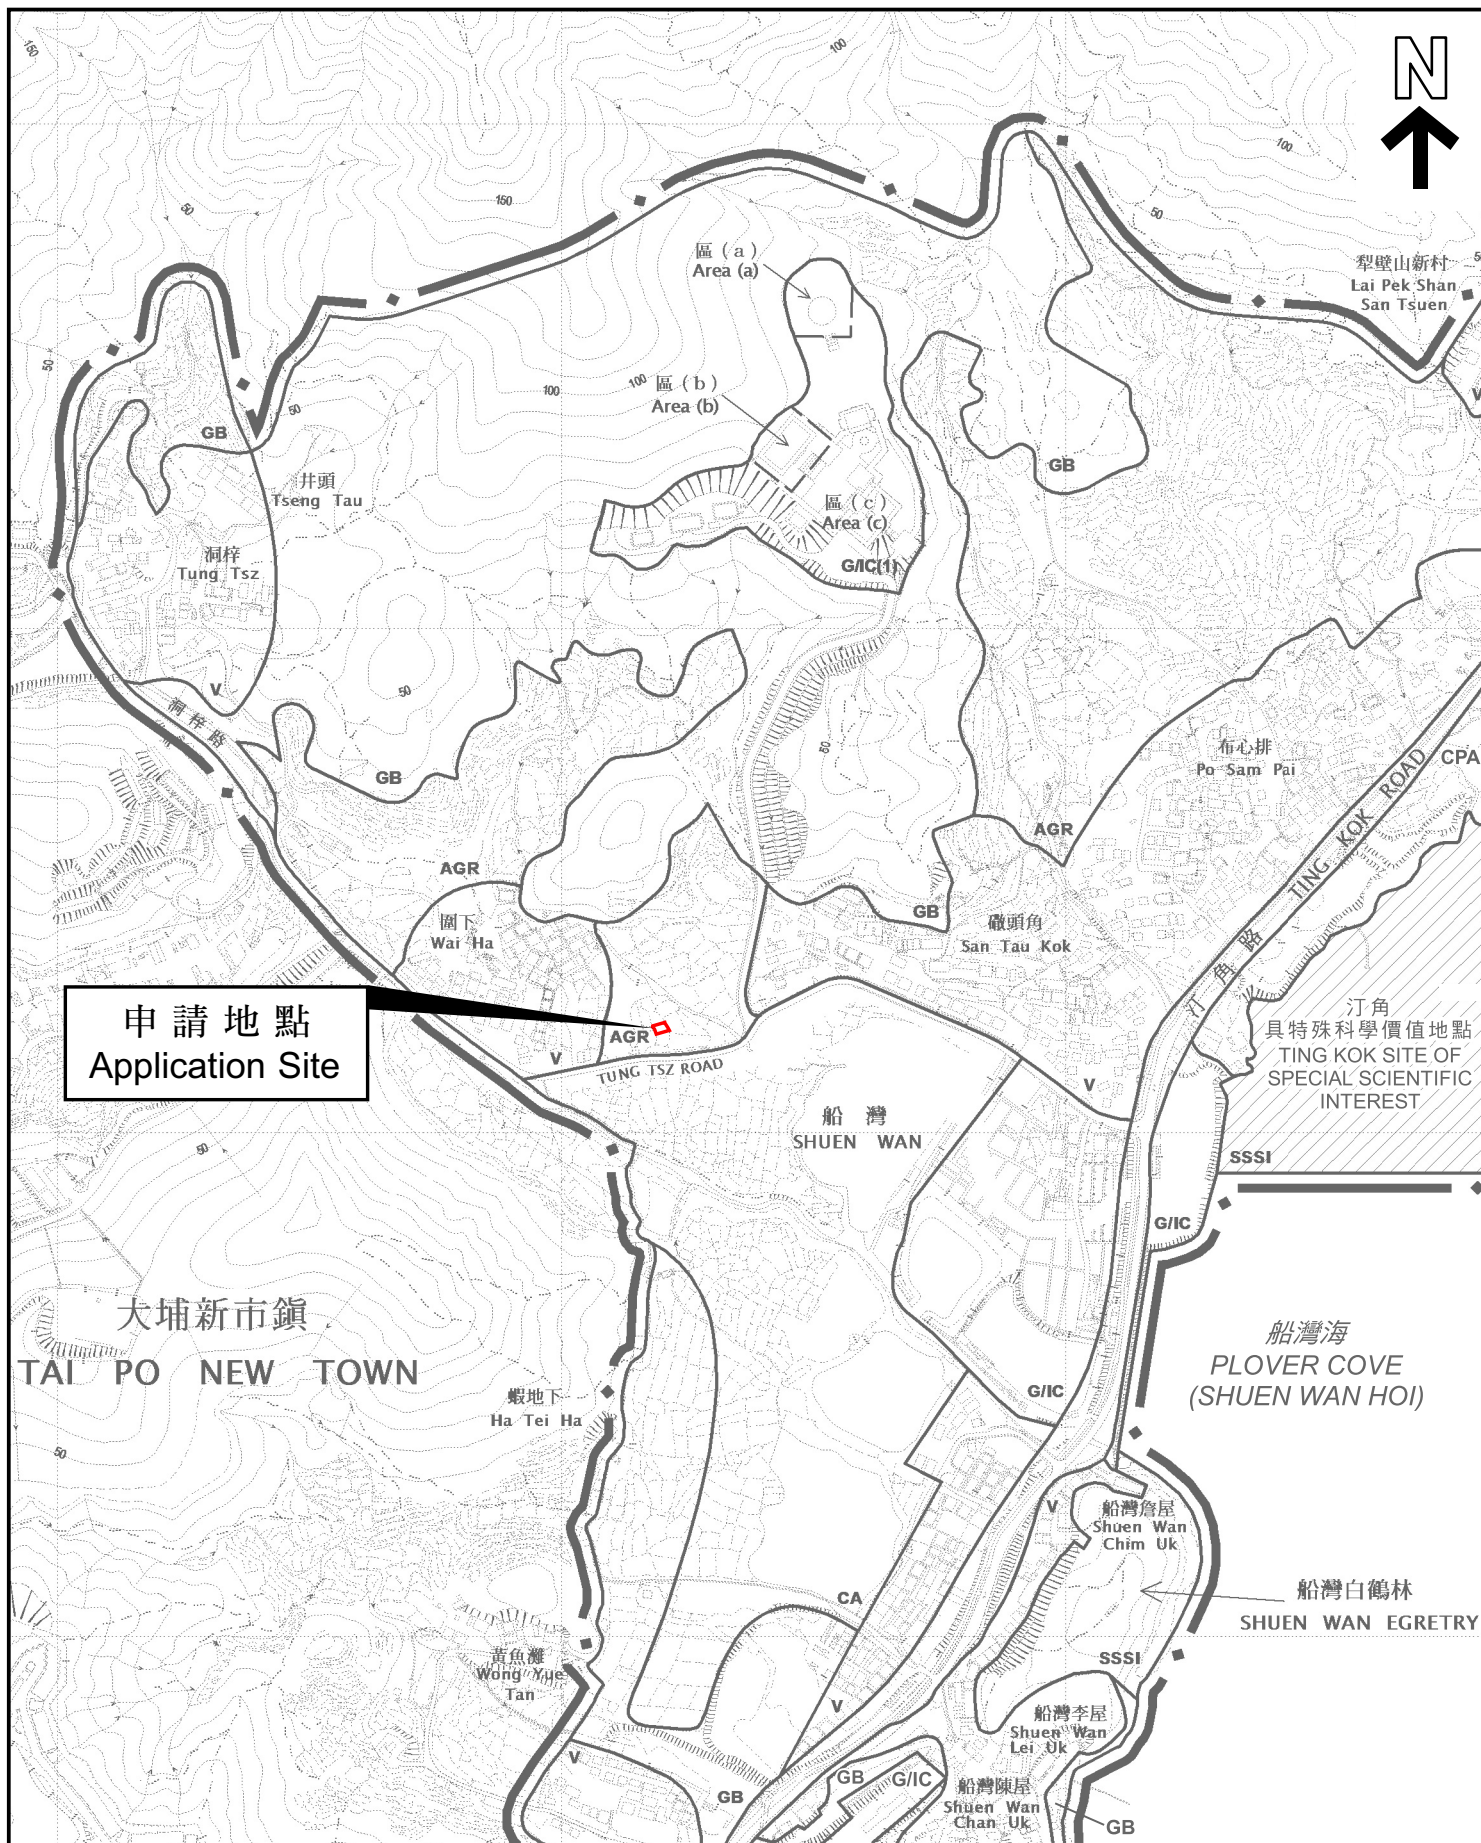 N
150
100
100
150
50
50
區(a)
Area (a)
犁壁山新村
Lai Pek Shan
San Tsuen
50
100
100
區(b)
Area (b)
50
GB
GB
V
井頭
Tseng Tau
區(c)
Area (c)
G/IC(1)
洞梓
Tung Tsz
50
V
洞梓路
50
GB
布心排
Po Sam Pai
CPA
TING KOK ROAD
汀角路
AGR
AGR
GB
圍下
Wai Ha
磡頭角
San Tau Kok
申請地點
Application Site
AGR
V
TUNG TSZ ROAD
V
汀角
具特殊科學價值地點
TING KOK SITE OF
SPECIAL SCIENTIFIC
INTEREST
船灣
SHUEN WAN
50
SSSI
G/IC
大埔新市鎮
TAI PO NEW TOWN
船灣海
PLOVER COVE
(SHUEN WAN HOI)
蝦地下
Ha Tei Ha
G/IC
50
V
船灣詹屋
Shuen Wan
Chim Uk
CA
船灣白鶴林
SHUEN WAN EGRETRY
黃魚灘
Wong Yue
Tan
SSSI
V
船灣李屋
Shuen Wan
Lei Uk
V
GB
GB
G/IC
船灣陳屋
Shuen Wan
Chan Uk
GB